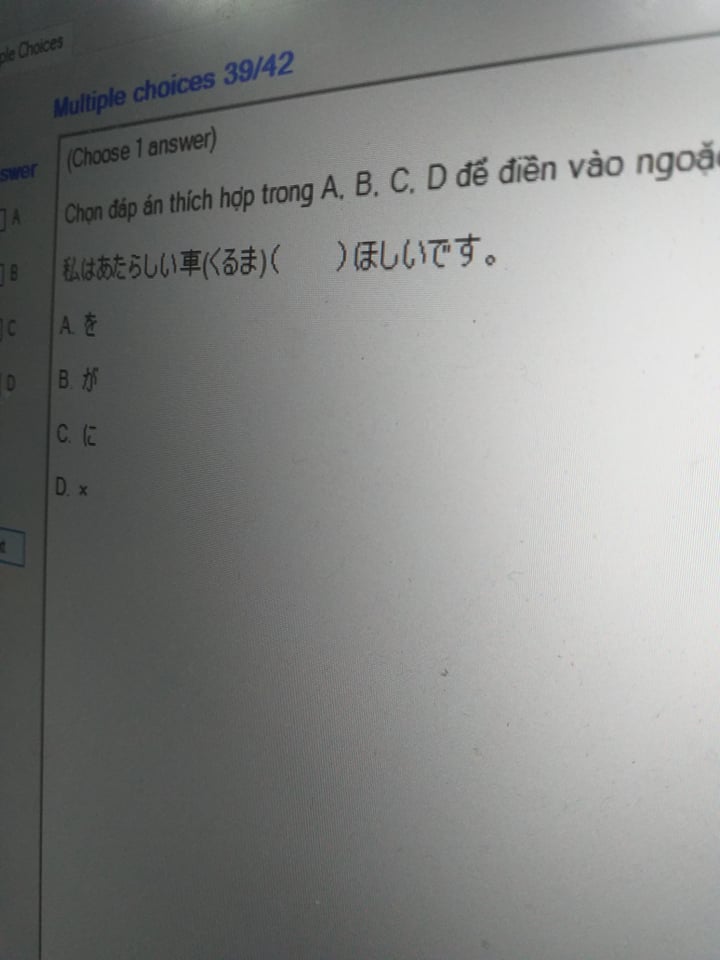 Choices
Multiple choices 39/42
(Choose 1 answer)
Chọn đáp án thích hợp trong A, B, C, D để điền vào
私はあたらしい車(くるま)(　　)ほしいです。
A. を
B. が
C. に
D. ×
A
B
C
D